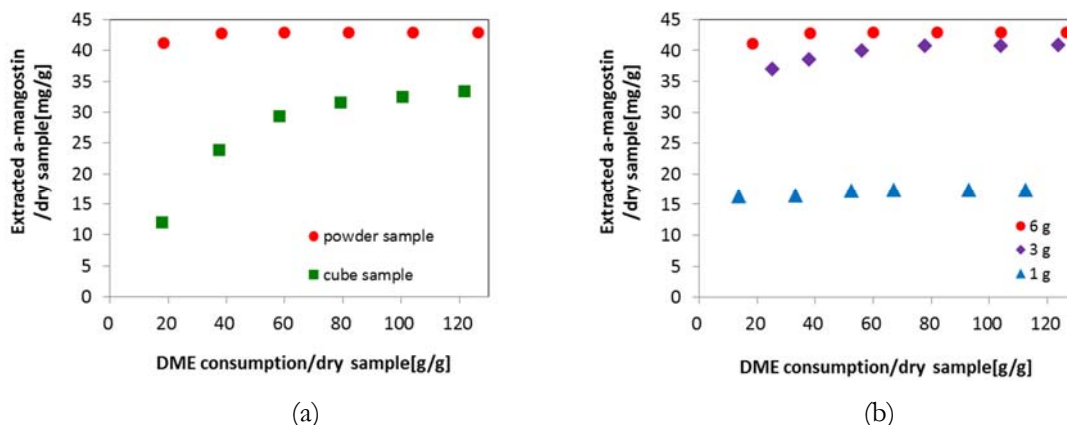 45
40
35
30
25
20
15
10
5
0
Extracted a-mangostin
/dry sample[mg/g]
powder sample
cube sample
0 20 40 60 80 100 120
DME consumption/dry sample[g/g]
(a)
45
40
35
30
25
20
15
10
5
0
Extracted a-mangostin
/dry sample[mg/g]
6 g
3 g
1 g
0 20 40 60 80 100 120
DME consumption/dry sample[g/g]
(b)